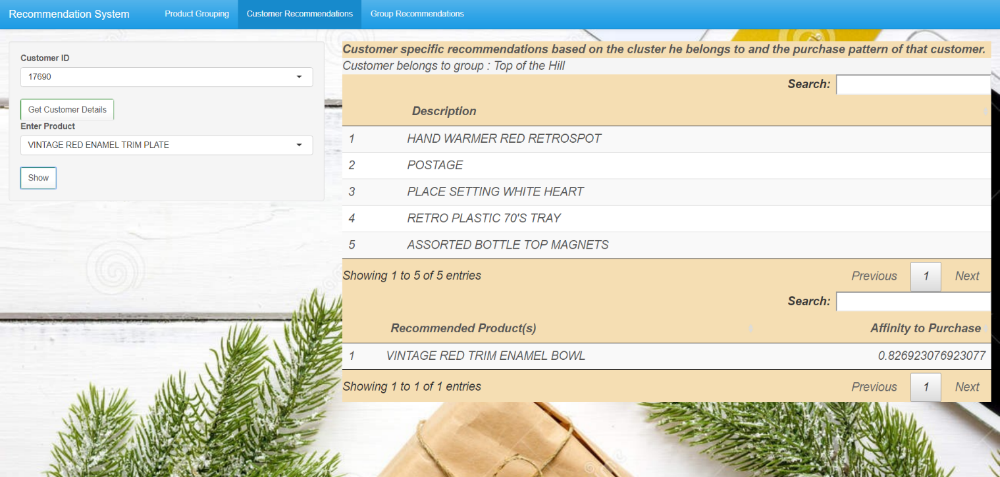 Recommendation System Product Grouping Customer Recommendations Group Recommendations
Customer ID
17690
Get Customer Details
Enter Product
VINTAGE RED ENAMEL TRIM PLATE
Show
Customer specific recommendations based on the cluster he belongs to and the purchase pattern of that customer.
Customer belongs to group : Top of the Hill
Search:
Description
1 HAND WARMER RED RETROSPOT
2 POSTAGE
3 PLACE SETTING WHITE HEART
4 RETRO PLASTIC 70'S TRAY
5 ASSORTED BOTTLE TOP MAGNETS
Showing 1 to 5 of 5 entries Previous 1 Next
Search:
Recommended Product(s) Affinity to Purchase
1 VINTAGE RED TRIM ENAMEL BOWL 0.826923076923077
Showing 1 to 1 of 1 entries Previous 1 Next